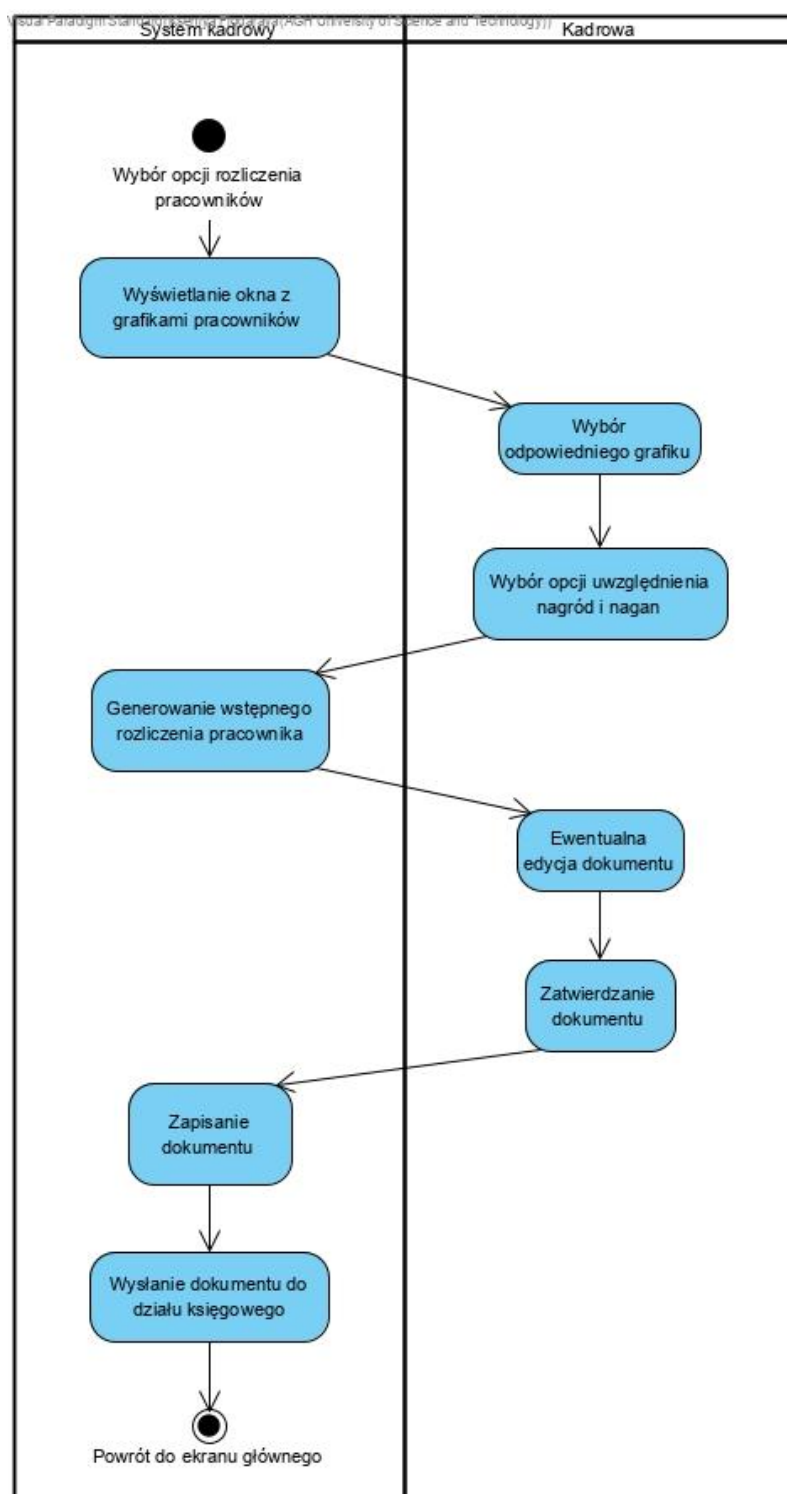 System kadrowy
Kadrowa
Wybór opcji rozliczenia
pracowników
Wyświetlanie okna z
grafikami pracowników
Wybór
odpowiedniego grafiku
Wybór opcji uwzględnienia
nagród i nagan
Generowanie wstępnego
rozliczenia pracownika
Ewentualna
edycja dokumentu
Zatwierdzanie
dokumentu
Zapisanie
dokumentu
Wysłanie dokumentu do
działu księgowego
Powrót do ekranu głównego